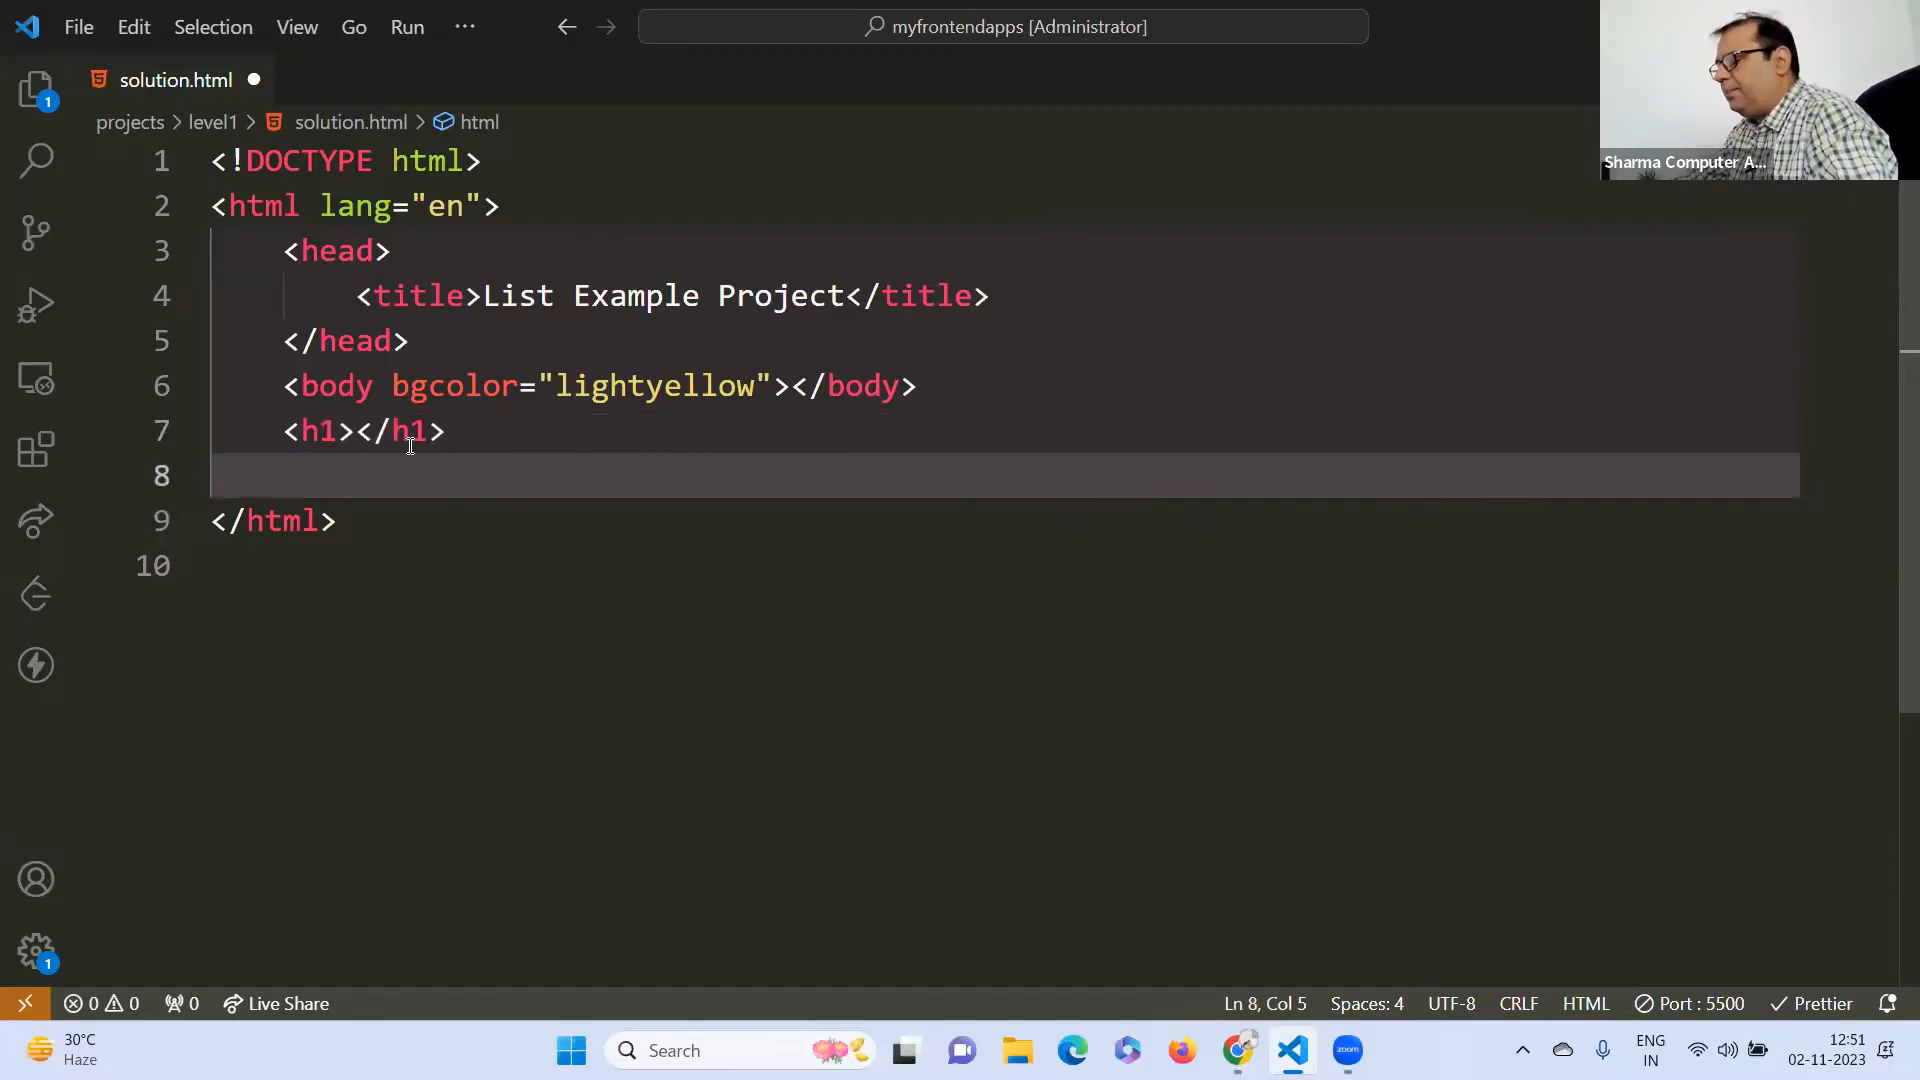 File Edit Selection View Go Run ··· myfrontendapps [Administrator]
solution.html
projects > level1 > solution.html > html
Sharma Computer A...
1 <!DOCTYPE html>
2 <html lang="en">
3 <head>
4 <title>List Example Project</title>
5 </head>
6 <body bgcolor="lightyellow"></body>
7 <h1></h1>
8
9 </html>
10
1
1
0 0 0 Live Share Ln 8, Col 5 Spaces: 4 UTF-8 CRLF HTML Port : 5500 Prettier
30°C
Haze
Search
zoom
ENG
IN
12:51
02-11-2023